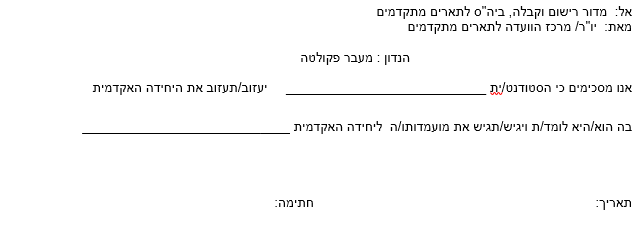 אל: מדור רישום וקבלה, ביה"ס לתארים מתקדמים
מאת: יו"ר/ מרכז הוועדה לתארים מתקדמים
הנדון : מעבר פקולטה
אנו מסכימים כי הסטודנט/ית ______________________________ יעזוב/תעזוב את היחידה האקדמית
בה הוא/היא לומד/ת ויגיש/תגיש את מועמדותו/ה ליחידה האקדמית _______________________________
תאריך: חתימה: